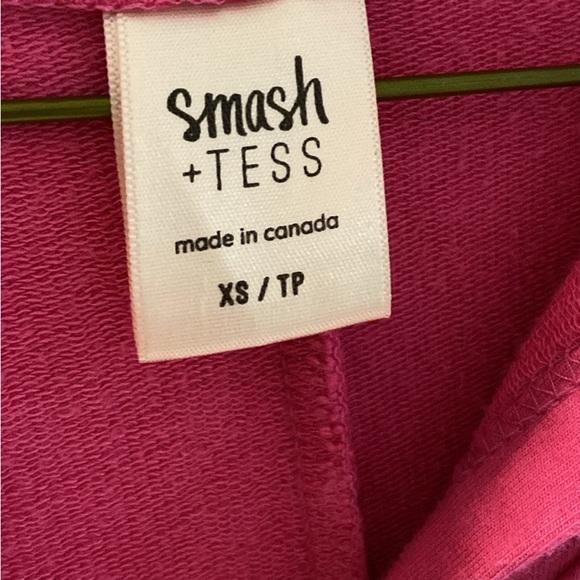 smash
+TESS
made in canada
XS / TP